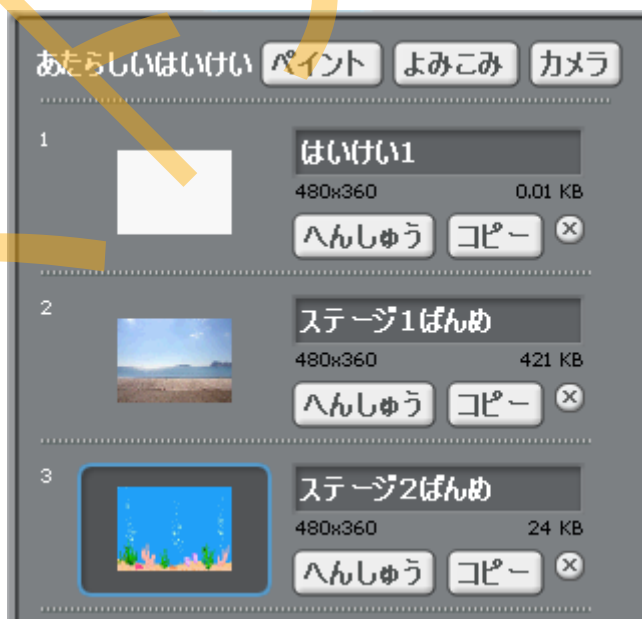 あたらしいはいけい ペイント よみこみ カメラ
1
はいけい1
480x360 0.01 KB
へんしゅう コピー
2
ステージ1ばんめ
480x360 421 KB
へんしゅう コピー
3
ステージ2ばんめ
480x360 24 KB
へんしゅう コピー